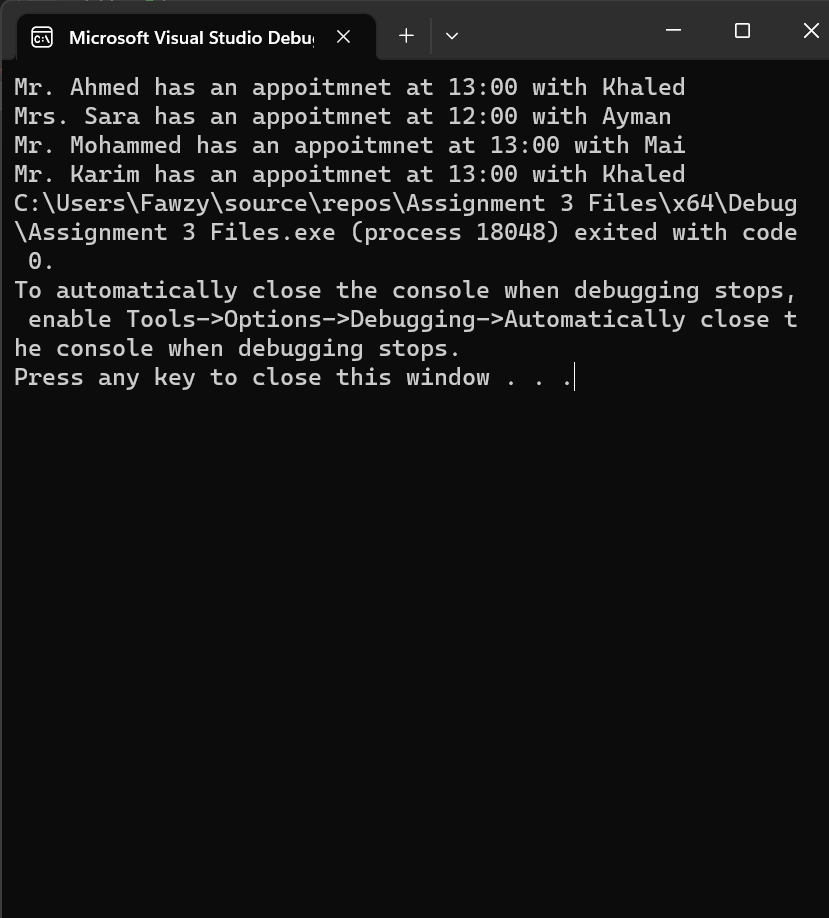 Microsoft Visual Studio Debu
Mr. Ahmed has an appoitmnet at 13:00 with Khaled
Mrs. Sara has an appoitmnet at 12:00 with Ayman
Mr. Mohammed has an appoitmnet at 13:00 with Mai
Mr. Karim has an appoitmnet at 13:00 with Khaled
C:\Users\Fawzy\source\repos\Assignment 3 Files\x64\Debug
\Assignment 3 Files.exe (process 18048) exited with code
 0.
To automatically close the console when debugging stops,
 enable Tools->Options->Debugging->Automatically close t
he console when debugging stops.
Press any key to close this window . . .